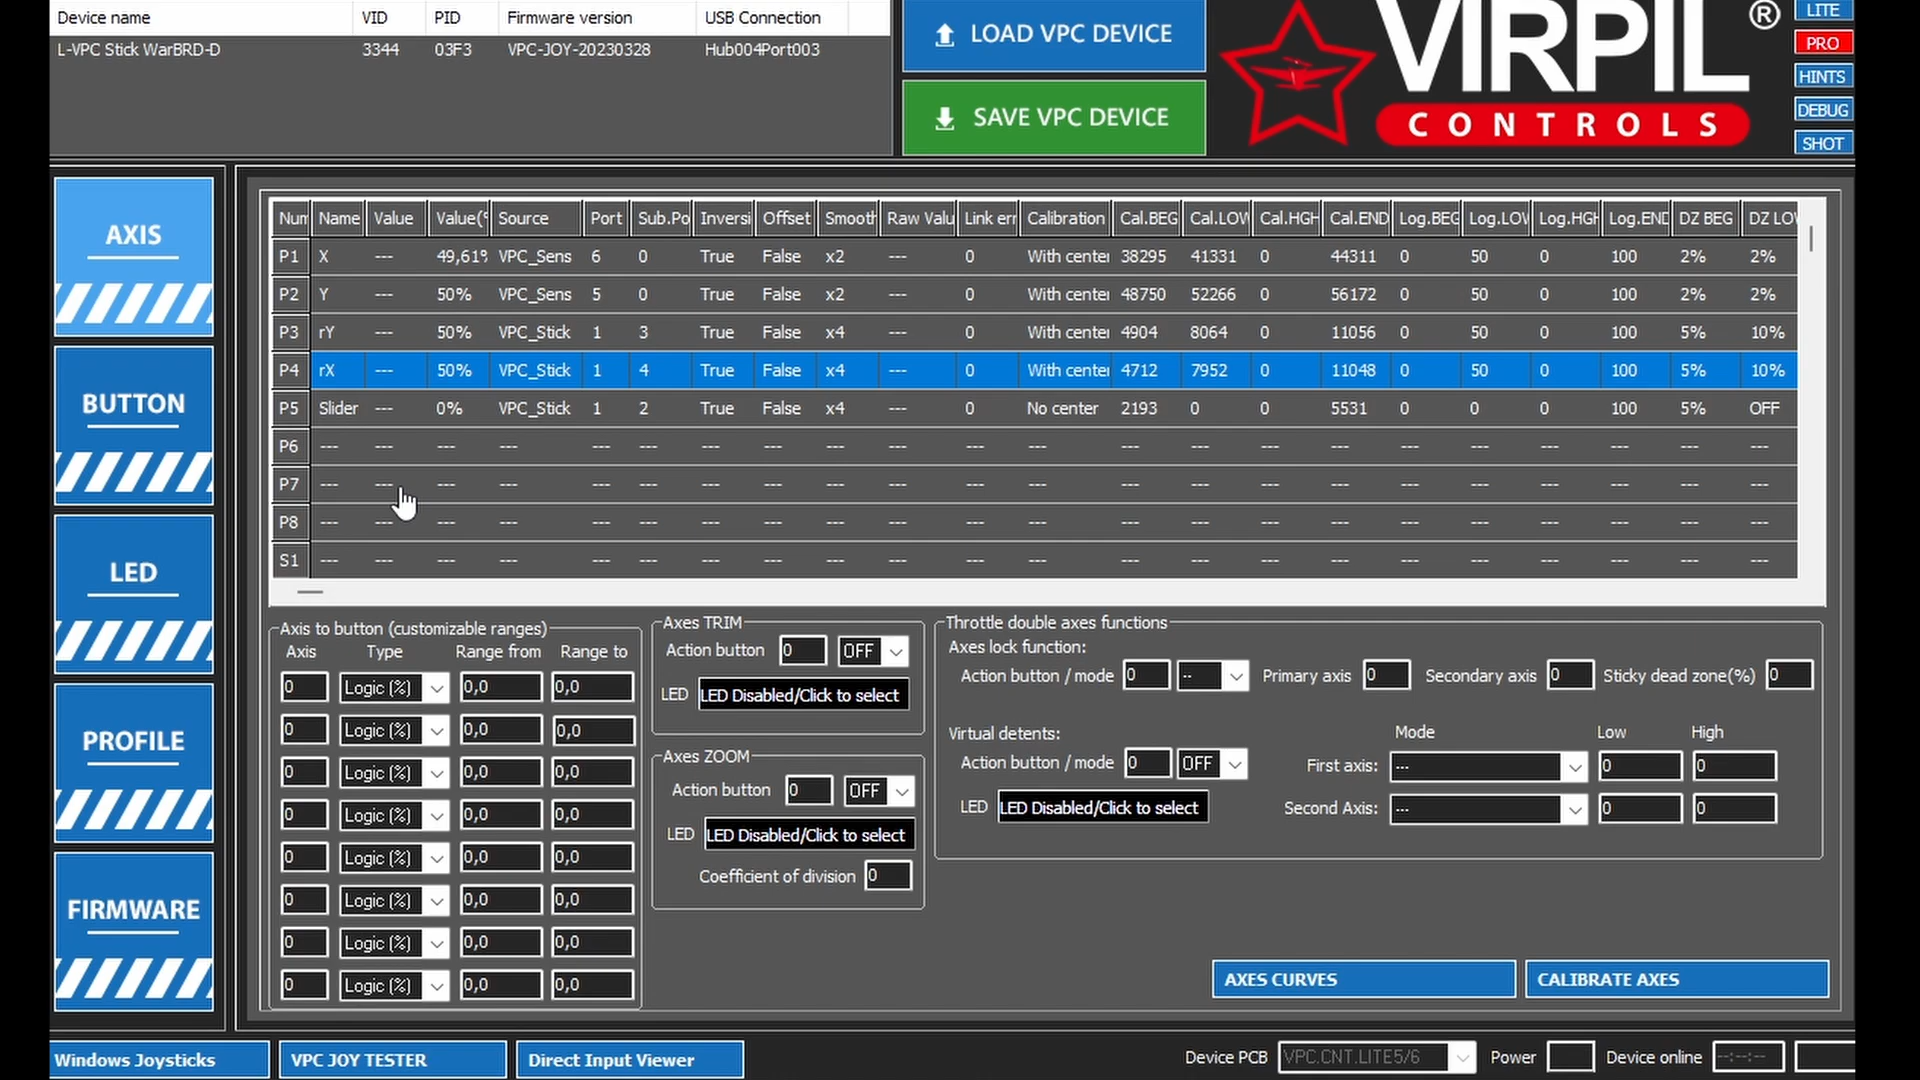 Device name VID PID Firmware version USB Connection
L-VPC Stick WarBRD-D 3344 03F3 VPC-JOY-20230328 Hub004Port003
LOAD VPC DEVICE
SAVE VPC DEVICE
VIRPIL ®
CONTROLS
LITE
PRO
HINTS
DEBUG
SHOT
AXIS
BUTTON
LED
PROFILE
FIRMWARE
Num Name Value Value(% Source Port Sub.Po Inversi Offset Smooth Raw Valu Link err Calibration Cal.BEG Cal.LOW Cal.HGH Cal.END Log.BEG Log.LOW Log.HGH Log.END DZ BEG DZ LOW
P1 X --- 49,61% VPC_Sens 6 0 True False x2 --- 0 With center 38295 41331 0 44311 0 50 0 100 2% 2%
P2 Y --- 50% VPC_Sens 5 0 True False x2 --- 0 With center 48750 52266 0 56172 0 50 0 100 2% 2%
P3 rY --- 50% VPC_Stick 1 3 True False x4 --- 0 With center 4904 8064 0 11056 0 50 0 100 5% 10%
P4 rX --- 50% VPC_Stick 1 4 True False x4 --- 0 With center 4712 7952 0 11048 0 50 0 100 5% 10%
P5 Slider --- 0% VPC_Stick 1 2 True False x4 --- 0 No center 2193 0 0 5531 0 0 0 100 5% OFF
P6 --- --- --- --- --- --- --- --- --- --- --- --- --- --- --- --- --- --- --- --- --- ---
P7 --- --- --- --- --- --- --- --- --- --- --- --- --- --- --- --- --- --- --- --- --- ---
P8 --- --- --- --- --- --- --- --- --- --- --- --- --- --- --- --- --- --- --- --- --- ---
S1 --- --- --- --- --- --- --- --- --- --- --- --- --- --- --- --- --- --- --- --- --- ---
Axis to button (customizable ranges)
Axis Type Range from Range to
0 Logic (%) 0,0 0,0
0 Logic (%) 0,0 0,0
0 Logic (%) 0,0 0,0
0 Logic (%) 0,0 0,0
0 Logic (%) 0,0 0,0
0 Logic (%) 0,0 0,0
0 Logic (%) 0,0 0,0
0 Logic (%) 0,0 0,0
Axes TRIM
Action button 0 OFF
LED LED Disabled/Click to select
Axes ZOOM
Action button 0 OFF
LED LED Disabled/Click to select
Coefficient of division 0
Throttle double axes functions
Axes lock function:
Action button / mode 0 -- Primary axis 0 Secondary axis 0 Sticky dead zone(%) 0
Virtual detents: Mode Low High
Action button / mode 0 OFF First axis: --- 0 0
LED LED Disabled/Click to select Second Axis: --- 0 0
AXES CURVES
CALIBRATE AXES
Windows Joysticks
VPC JOY TESTER
Direct Input Viewer
Device PCB VPC.CNT.LITE5/6 Power Device online --:--:--